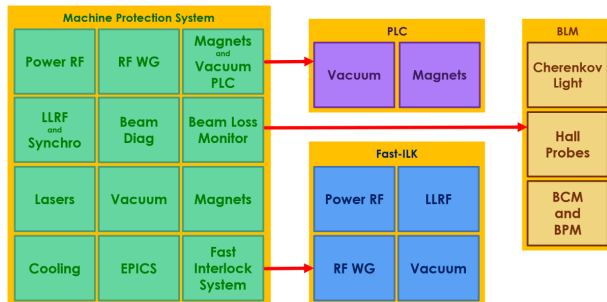 Machine Protection System
Power RF
RF WG
Magnets
and
Vacuum
PLC
LLRF
and
Synchro
Beam
Diag
Beam Loss
Monitor
Lasers
Vacuum
Magnets
Cooling
EPICS
Fast
Interlock
System
PLC
Vacuum
Magnets
Fast-ILK
Power RF
LLRF
RF WG
Vacuum
BLM
Cherenkov
Light
Hall
Probes
BCM
and
BPM